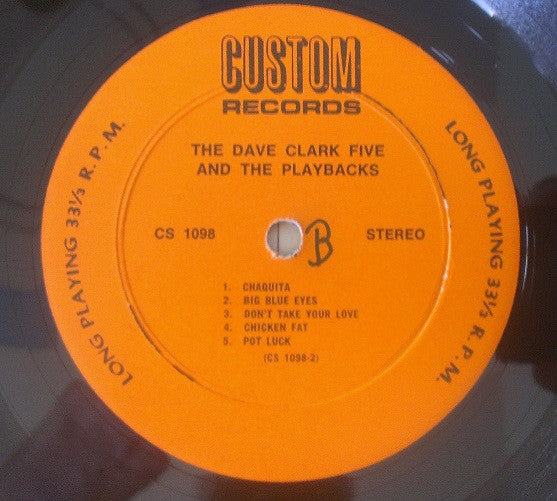 CUSTOM
RECORDS
THE DAVE CLARK FIVE
AND THE PLAYBACKS
CS 1098
B
STEREO
1. CHAQUITA
2. BIG BLUE EYES
3. DON'T TAKE YOUR LOVE
4. CHICKEN FAT
5. POT LUCK
(CS 1098-2)
LONG PLAYING 33⅓ R.P.M.
LONG PLAYING 33⅓ R.P.M.